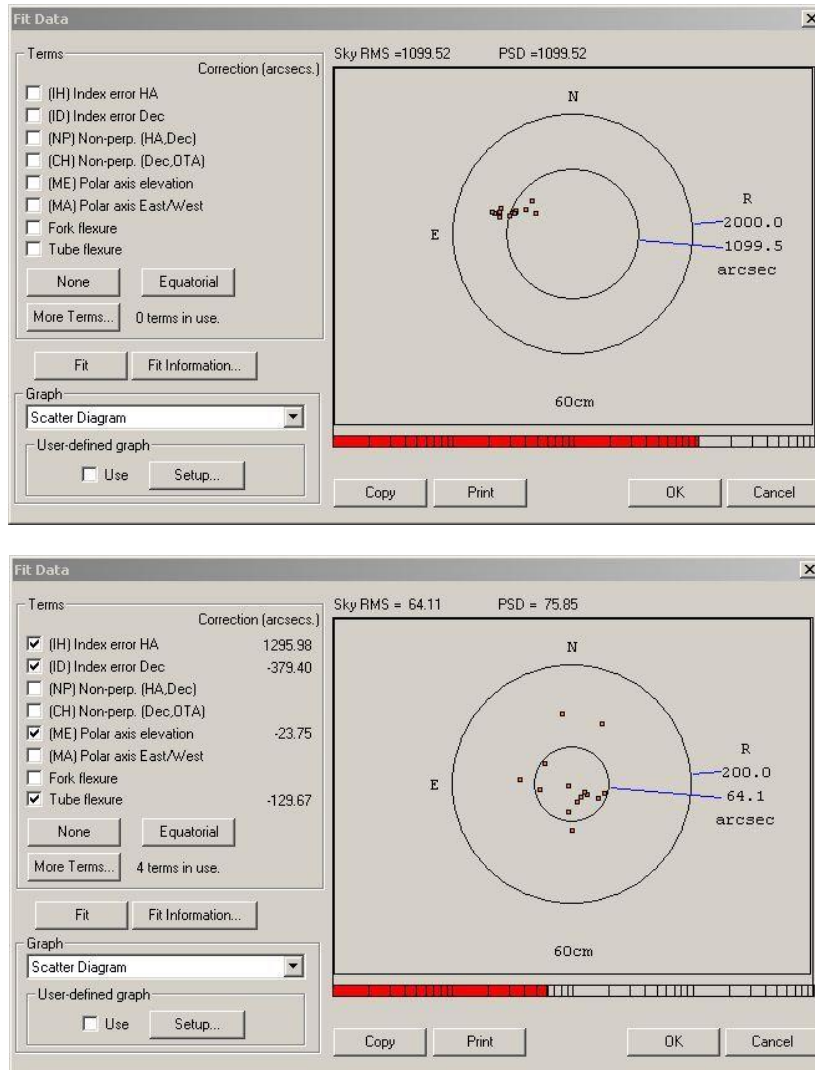 Fit Data
Terms
Correction (arcsecs.)
(IH) Index error HA
(ID) Index error Dec
(NP) Non-perp. (HA,Dec)
(CH) Non-perp. (Dec,OTA)
(ME) Polar axis elevation
(MA) Polar axis East/West
Fork flexure
Tube flexure
None Equatorial
More Terms... 0 terms in use.
Fit Fit Information...
Graph
Scatter Diagram
User-defined graph
Use Setup...
Sky RMS =1099.52 PSD =1099.52
N
E
R
2000.0
1099.5
arcsec
60cm
Copy Print OK Cancel
Fit Data
Terms
Correction (arcsecs.)
(IH) Index error HA 1295.98
(ID) Index error Dec -379.40
(NP) Non-perp. (HA,Dec)
(CH) Non-perp. (Dec,OTA)
(ME) Polar axis elevation -23.75
(MA) Polar axis East/West
Fork flexure
Tube flexure -129.67
None Equatorial
More Terms... 4 terms in use.
Fit Fit Information...
Graph
Scatter Diagram
User-defined graph
Use Setup...
Sky RMS = 64.11 PSD = 75.85
N
E
R
200.0
64.1
arcsec
60cm
Copy Print OK Cancel